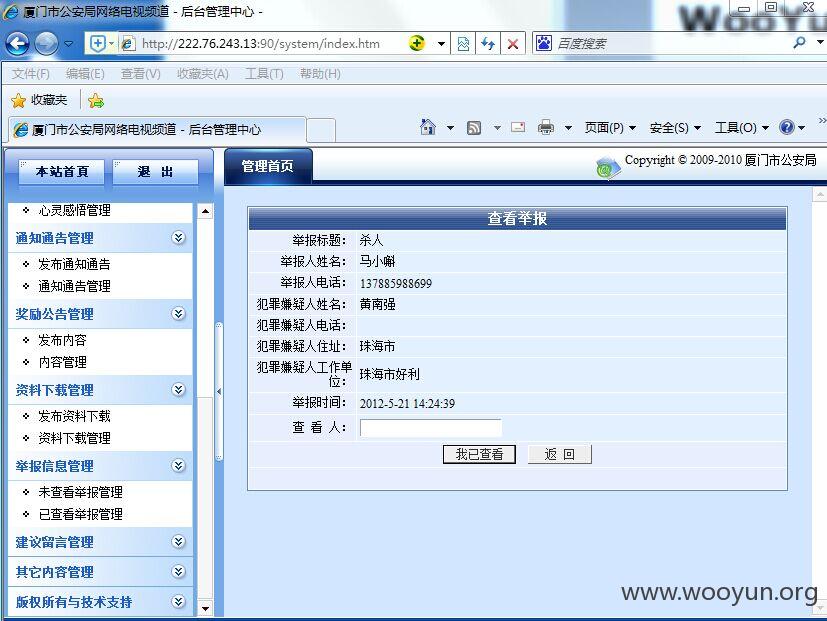 厦门市公安局网络电视频道 - 后台管理中心 -
WooYu
http://222.76.243.13:90/system/index.htm
百度搜索
文件(F) 编辑(E) 查看(V) 收藏夹(A) 工具(T) 帮助(H)
收藏夹
厦门市公安局网络电视频道 - 后台管理中心
页面(P) 安全(S) 工具(O)
本站首页 退 出
管理首页
Copyright © 2009-2010 厦门市公安局
心灵感悟管理
通知通告管理
发布通知通告
通知通告管理
奖励公告管理
发布内容
内容管理
资料下载管理
发布资料下载
资料下载管理
举报信息管理
未查看举报管理
已查看举报管理
建议留言管理
其它内容管理
版权所有与技术支持
查看举报
举报标题： 杀人
举报人姓名： 马小斛
举报人电话： 137885988699
犯罪嫌疑人姓名： 黄南强
犯罪嫌疑人电话：
犯罪嫌疑人住址： 珠海市
犯罪嫌疑人工作单
位： 珠海市好利
举报时间： 2012-5-21 14:24:39
查 看 人：
我已查看 返 回
www.wooyun.org